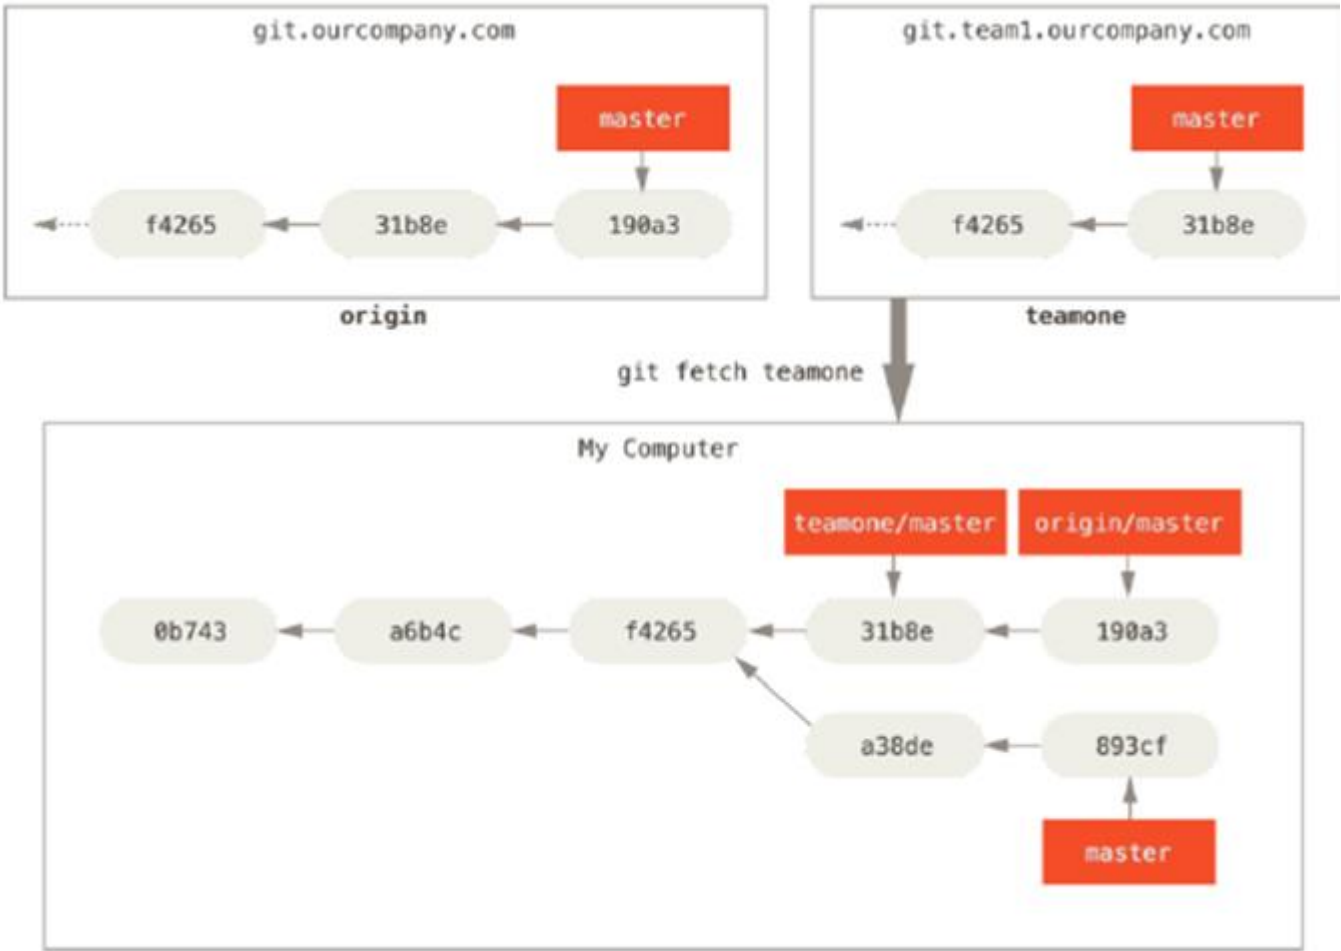 git.ourcompany.com
master
f4265 31b8e 190a3
origin
git.team1.ourcompany.com
master
f4265 31b8e
teamone
git fetch teamone
My Computer
teamone/master origin/master
0b743 a6b4c f4265 31b8e 190a3
a38de 893cf
master